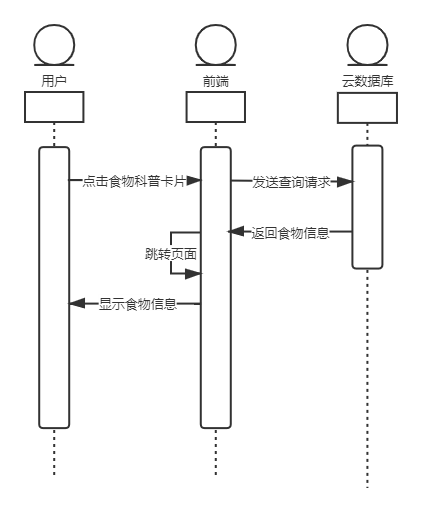 用户
前端
云数据库
点击食物科普卡片
发送查询请求
返回食物信息
跳转页面
显示食物信息